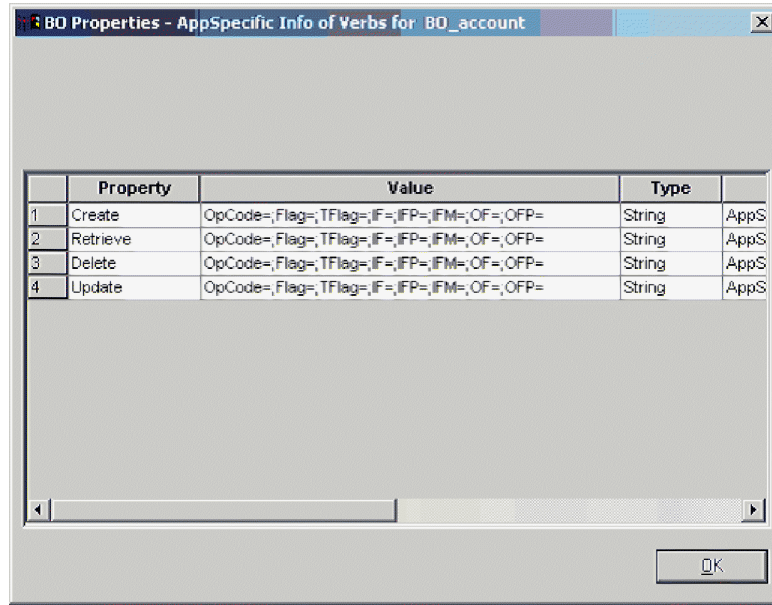 BO Properties - AppSpecific Info of Verbs for BO_account
Property Value Type
1 Create OpCode=;Flag=;TFlag=;IF=;IFP=;IFM=;OF=;OFP= String AppS
2 Retrieve OpCode=;Flag=;TFlag=;IF=;IFP=;IFM=;OF=;OFP= String AppS
3 Delete OpCode=;Flag=;TFlag=;IF=;IFP=;IFM=;OF=;OFP= String AppS
4 Update OpCode=;Flag=;TFlag=;IF=;IFP=;IFM=;OF=;OFP= String AppS
OK